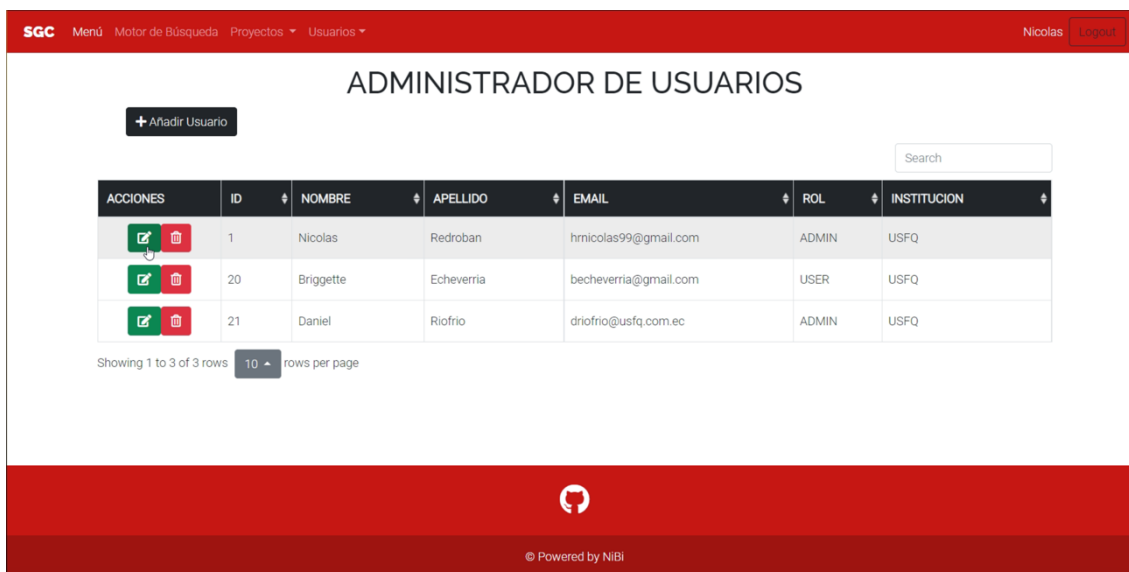 SGC Menú Motor de Búsqueda Proyectos Usuarios Nicolas Logout
ADMINISTRADOR DE USUARIOS
Añadir Usuario
Search
ACCIONES ID NOMBRE APELLIDO EMAIL ROL INSTITUCION
1 Nicolas Redroban hrnicolas99@gmail.com ADMIN USFQ
20 Briggette Echeverria becheverria@gmail.com USER USFQ
21 Daniel Riofrio driofrio@usfq.com.ec ADMIN USFQ
Showing 1 to 3 of 3 rows 10 rows per page
© Powered by NiBi